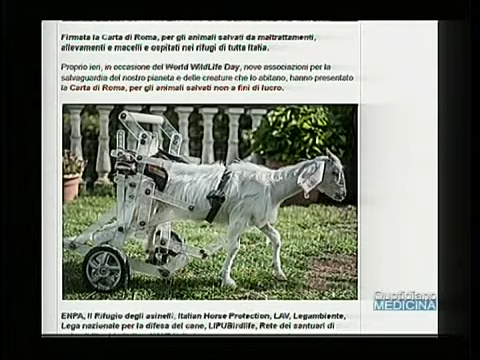 Firmata la Carta di Roma, per gli animali salvati da maltrattamenti,
allevamenti e macelli e ospitati nei rifugi di tutta Italia.
Proprio ieri, in occasione del World WildLife Day, nove associazioni per la
salvaguardia del nostro pianeta e delle creature che lo abitano, hanno presentato
la Carta di Roma, per gli animali salvati non a fini di lucro.
Quotidiano
MEDICINA
ENPA, Il Rifugio degli asinelli, Italian Horse Protection, LAV, Legambiente,
Lega nazionale per la difesa del cane, LIPUBirdlife, Rete dei santuari di